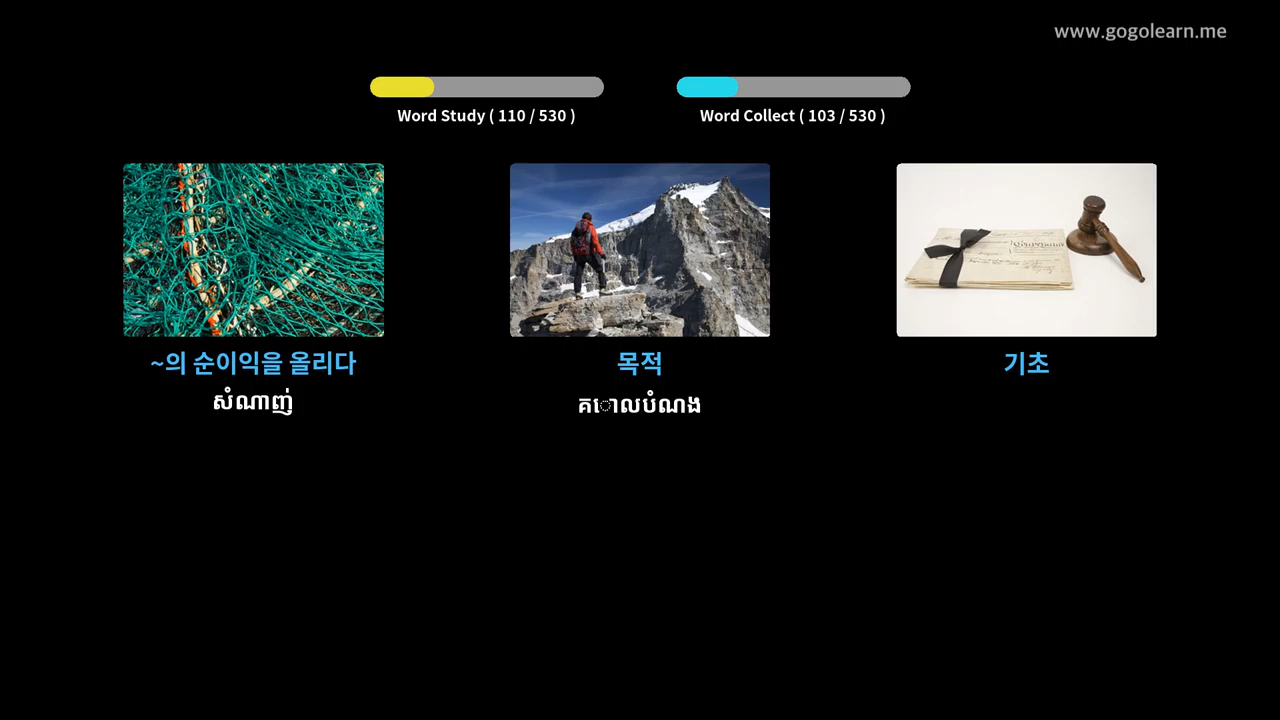 www.gogolearn.me
Word Study ( 110 / 530 )
Word Collect ( 103 / 530 )
~의 순이익을 올리다
목적
기초
សំណាញ់
គោលបំណង